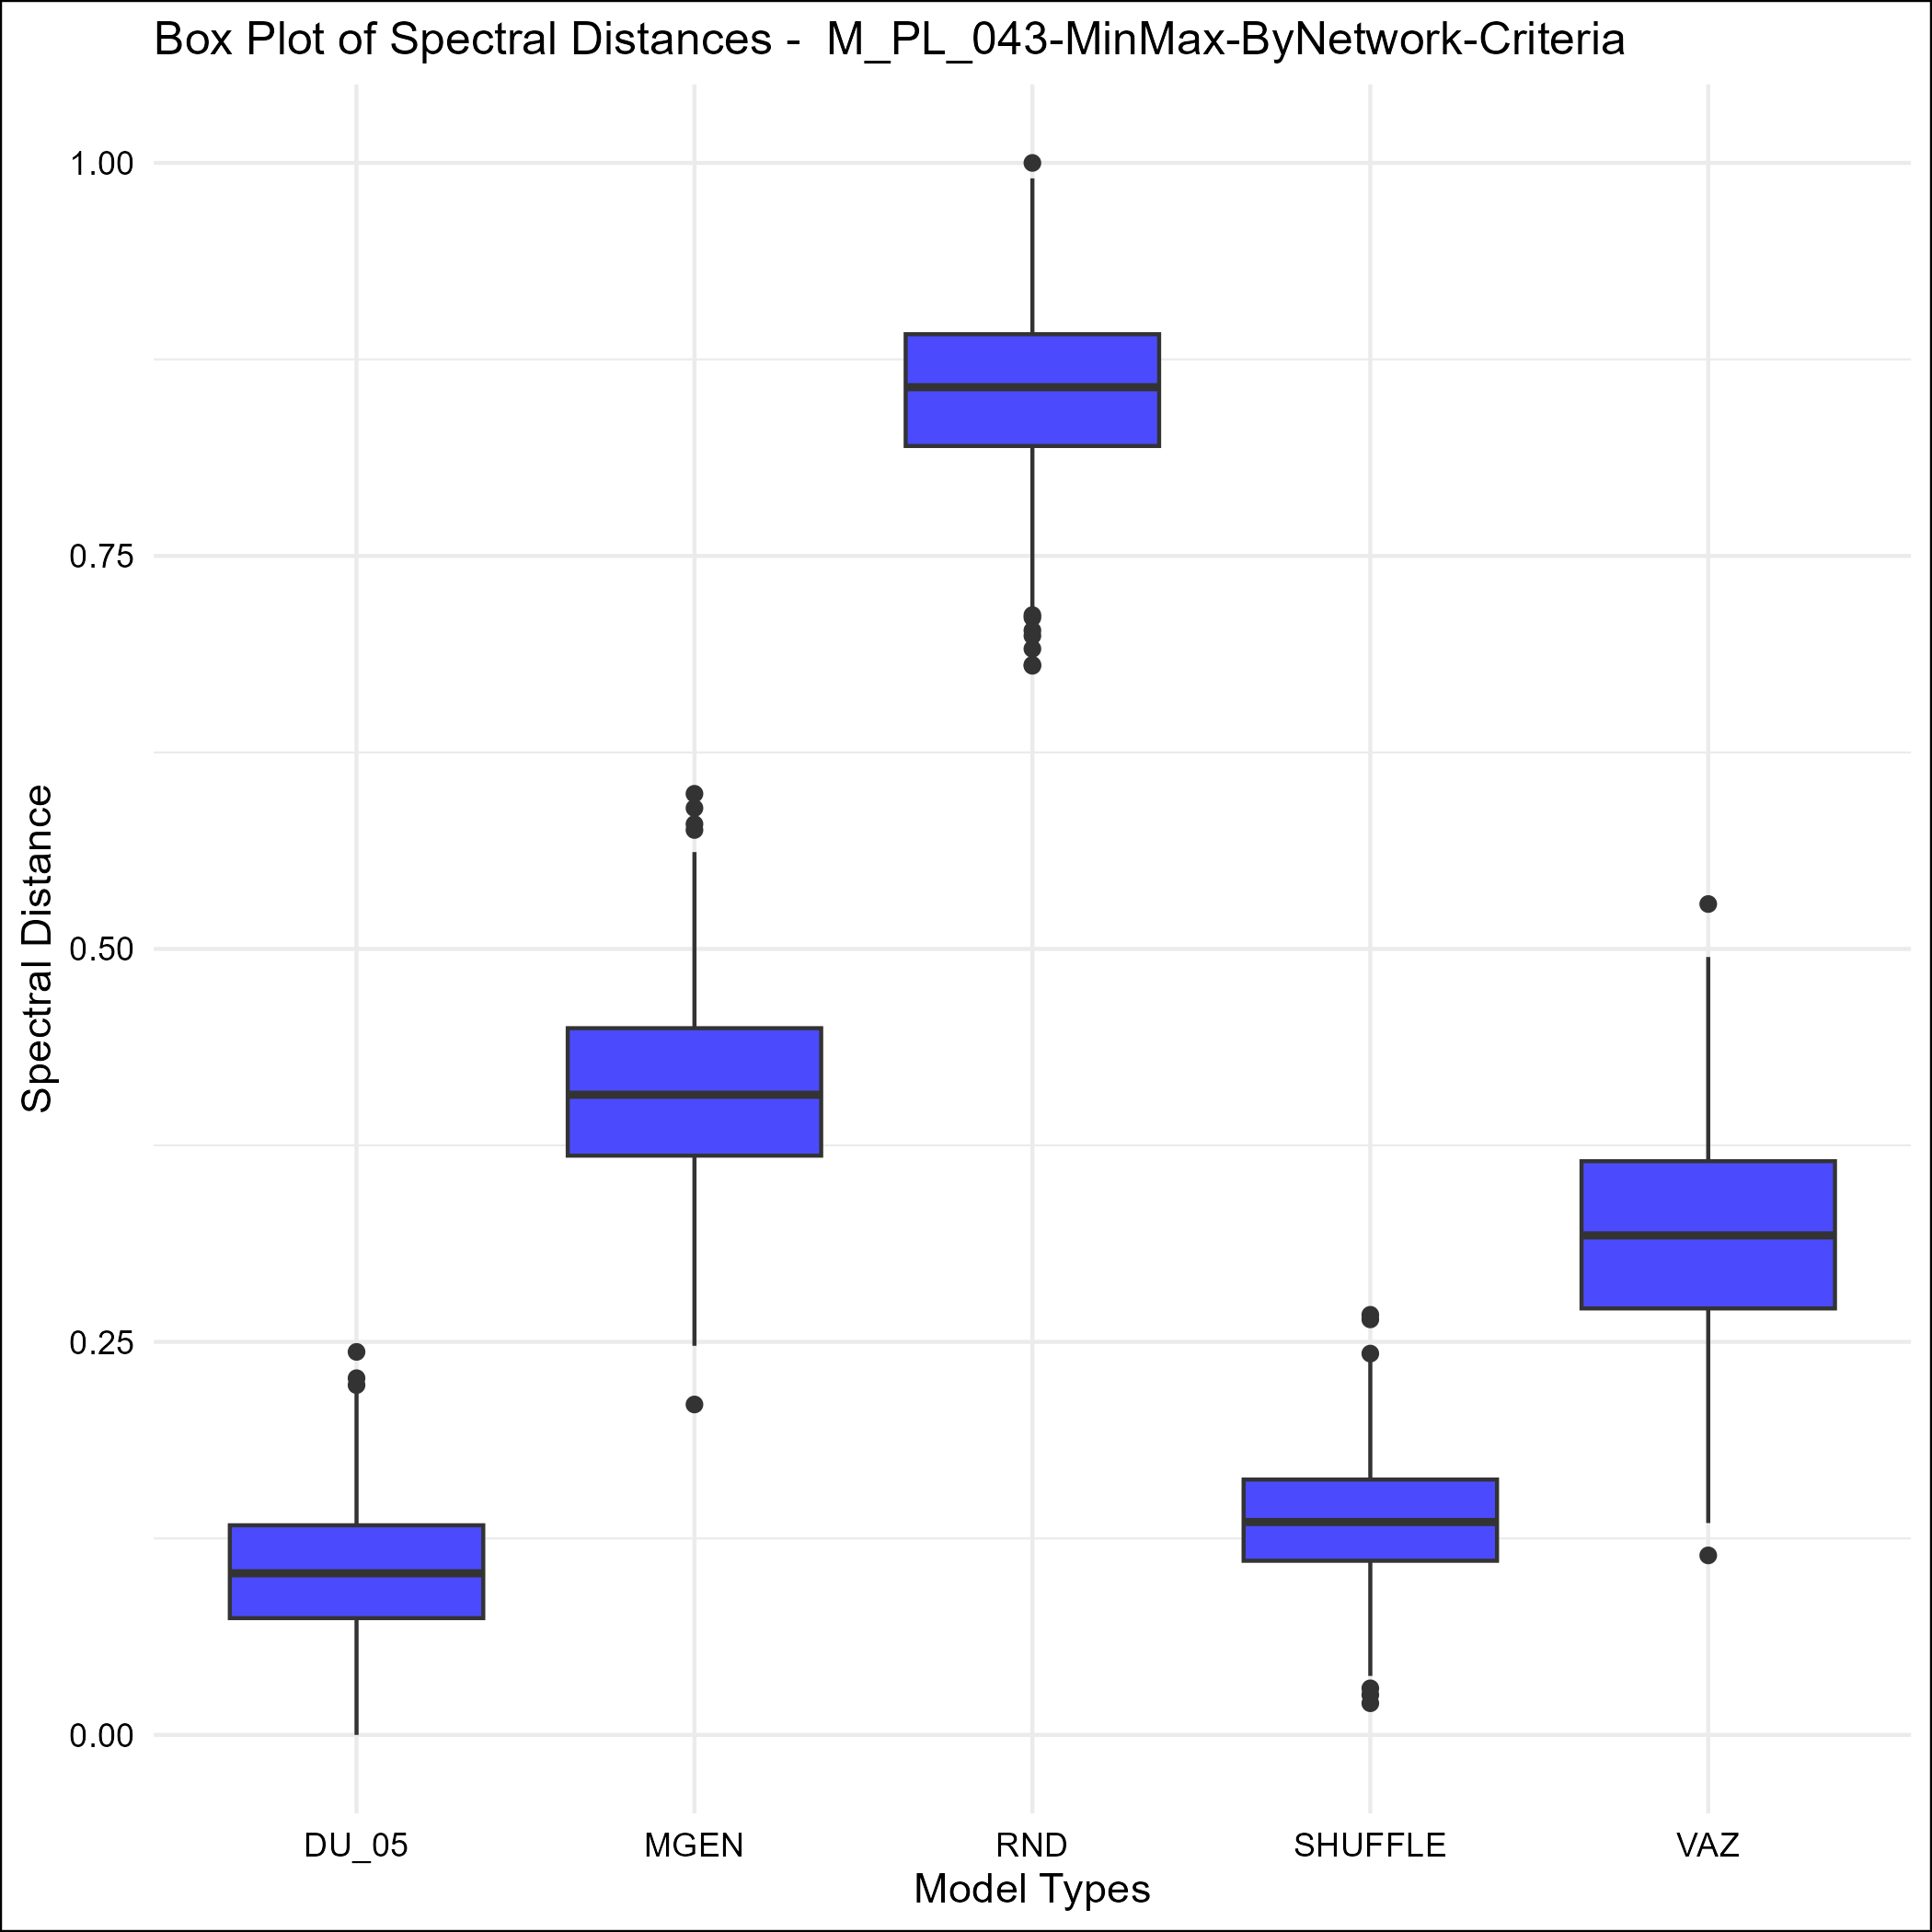 Box Plot of Spectral Distances -  M_PL_043-MinMax-ByNetwork-Criteria
Spectral Distance
1.00
0.75
0.50
0.25
0.00
DU_05 MGEN RND SHUFFLE VAZ
Model Types